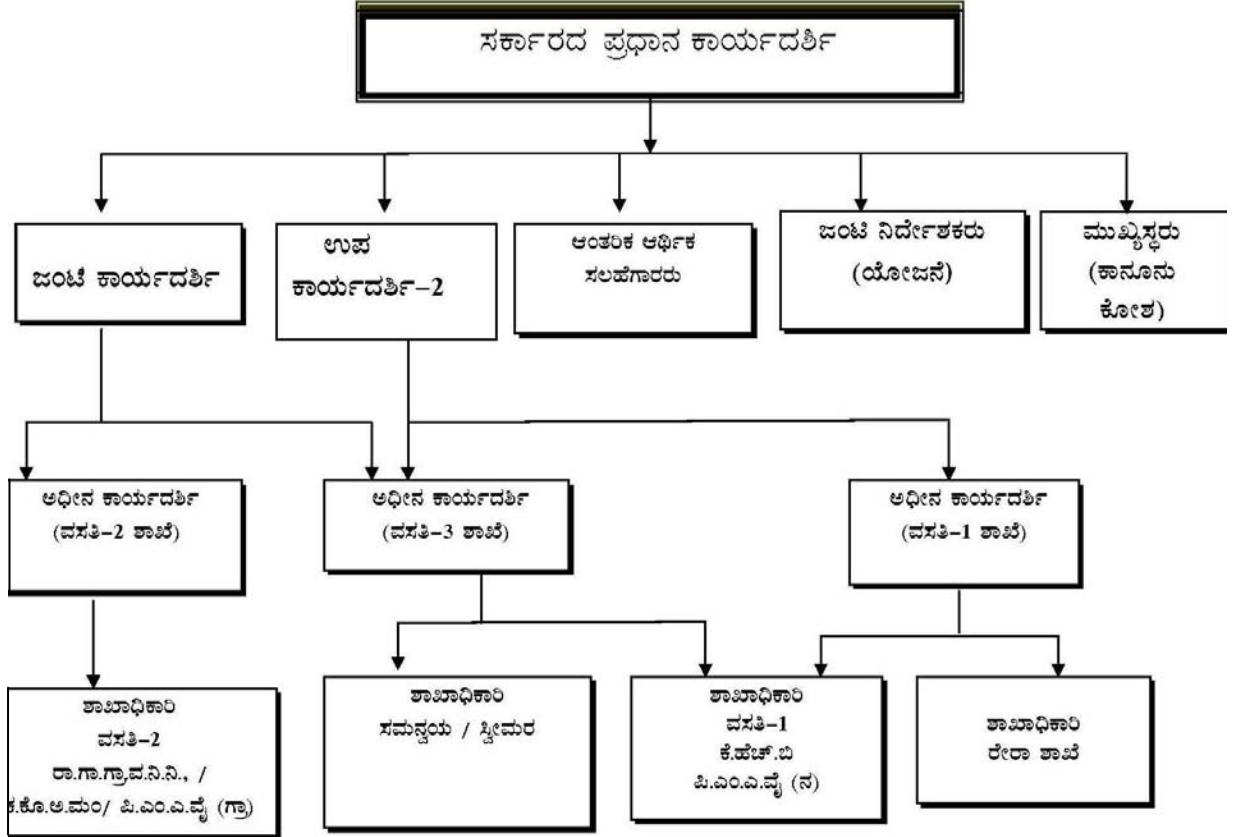 ಸರ್ಕಾರದ ಪ್ರಧಾನ ಕಾರ್ಯದರ್ಶಿ
ಜಂಟಿ ಕಾರ್ಯದರ್ಶಿ
ಉಪ
ಕಾರ್ಯದರ್ಶಿ-2
ಆಂತರಿಕ ಆರ್ಥಿಕ
ಸಲಹೆಗಾರರು
ಜಂಟಿ ನಿರ್ದೇಶಕರು
(ಯೋಜನೆ)
ಮುಖ್ಯಸ್ಥರು
(ಕಾನೂನು
ಕೋಶ)
ಅಧೀನ ಕಾರ್ಯದರ್ಶಿ
(ವಸತಿ-2 ಶಾಖೆ)
ಅಧೀನ ಕಾರ್ಯದರ್ಶಿ
(ವಸತಿ-3 ಶಾಖೆ)
ಅಧೀನ ಕಾರ್ಯದರ್ಶಿ
(ವಸತಿ-1 ಶಾಖೆ)
ಶಾಖಾಧಿಕಾರಿ
ವಸತಿ-2
ರಾ.ಗಾ.ಗ್ರಾ.ವ.ನಿ.ನಿ., /
ಕ.ಕೊ.ಅ.ಮಂ/ ಪಿ.ಎಂ.ಎ.ವೈ (ಗ್ರಾ)
ಶಾಖಾಧಿಕಾರಿ
ಸಮನ್ವಯ / ಸ್ವೀಮರ
ಶಾಖಾಧಿಕಾರಿ
ವಸತಿ-1
ಕೆ.ಹೆಚ್.ಬಿ
ಪಿ.ಎಂ.ಎ.ವೈ (ನ)
ಶಾಖಾಧಿಕಾರಿ
ರೇರಾ ಶಾಖೆ